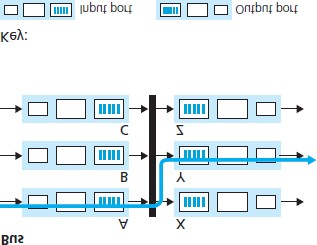 Bus
A X
B Y
C Z
Key:
Input port Output port